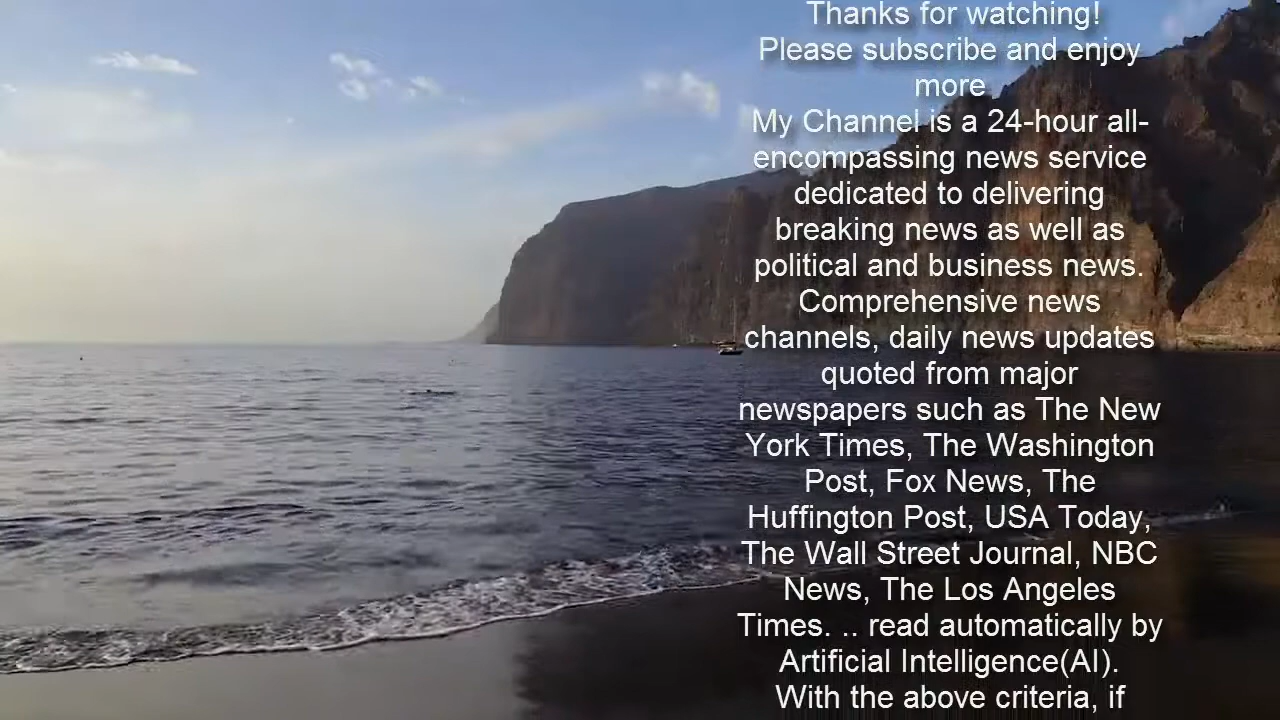 Thanks for watching!
Please subscribe and enjoy
more
My Channel is a 24-hour all-
encompassing news service
dedicated to delivering
breaking news as well as
political and business news.
Comprehensive news
channels, daily news updates
quoted from major
newspapers such as The New
York Times, The Washington
Post, Fox News, The
Huffington Post, USA Today,
The Wall Street Journal, NBC
News, The Los Angeles
Times. .. read automatically by
Artificial Intelligence(AI).
With the above criteria, if